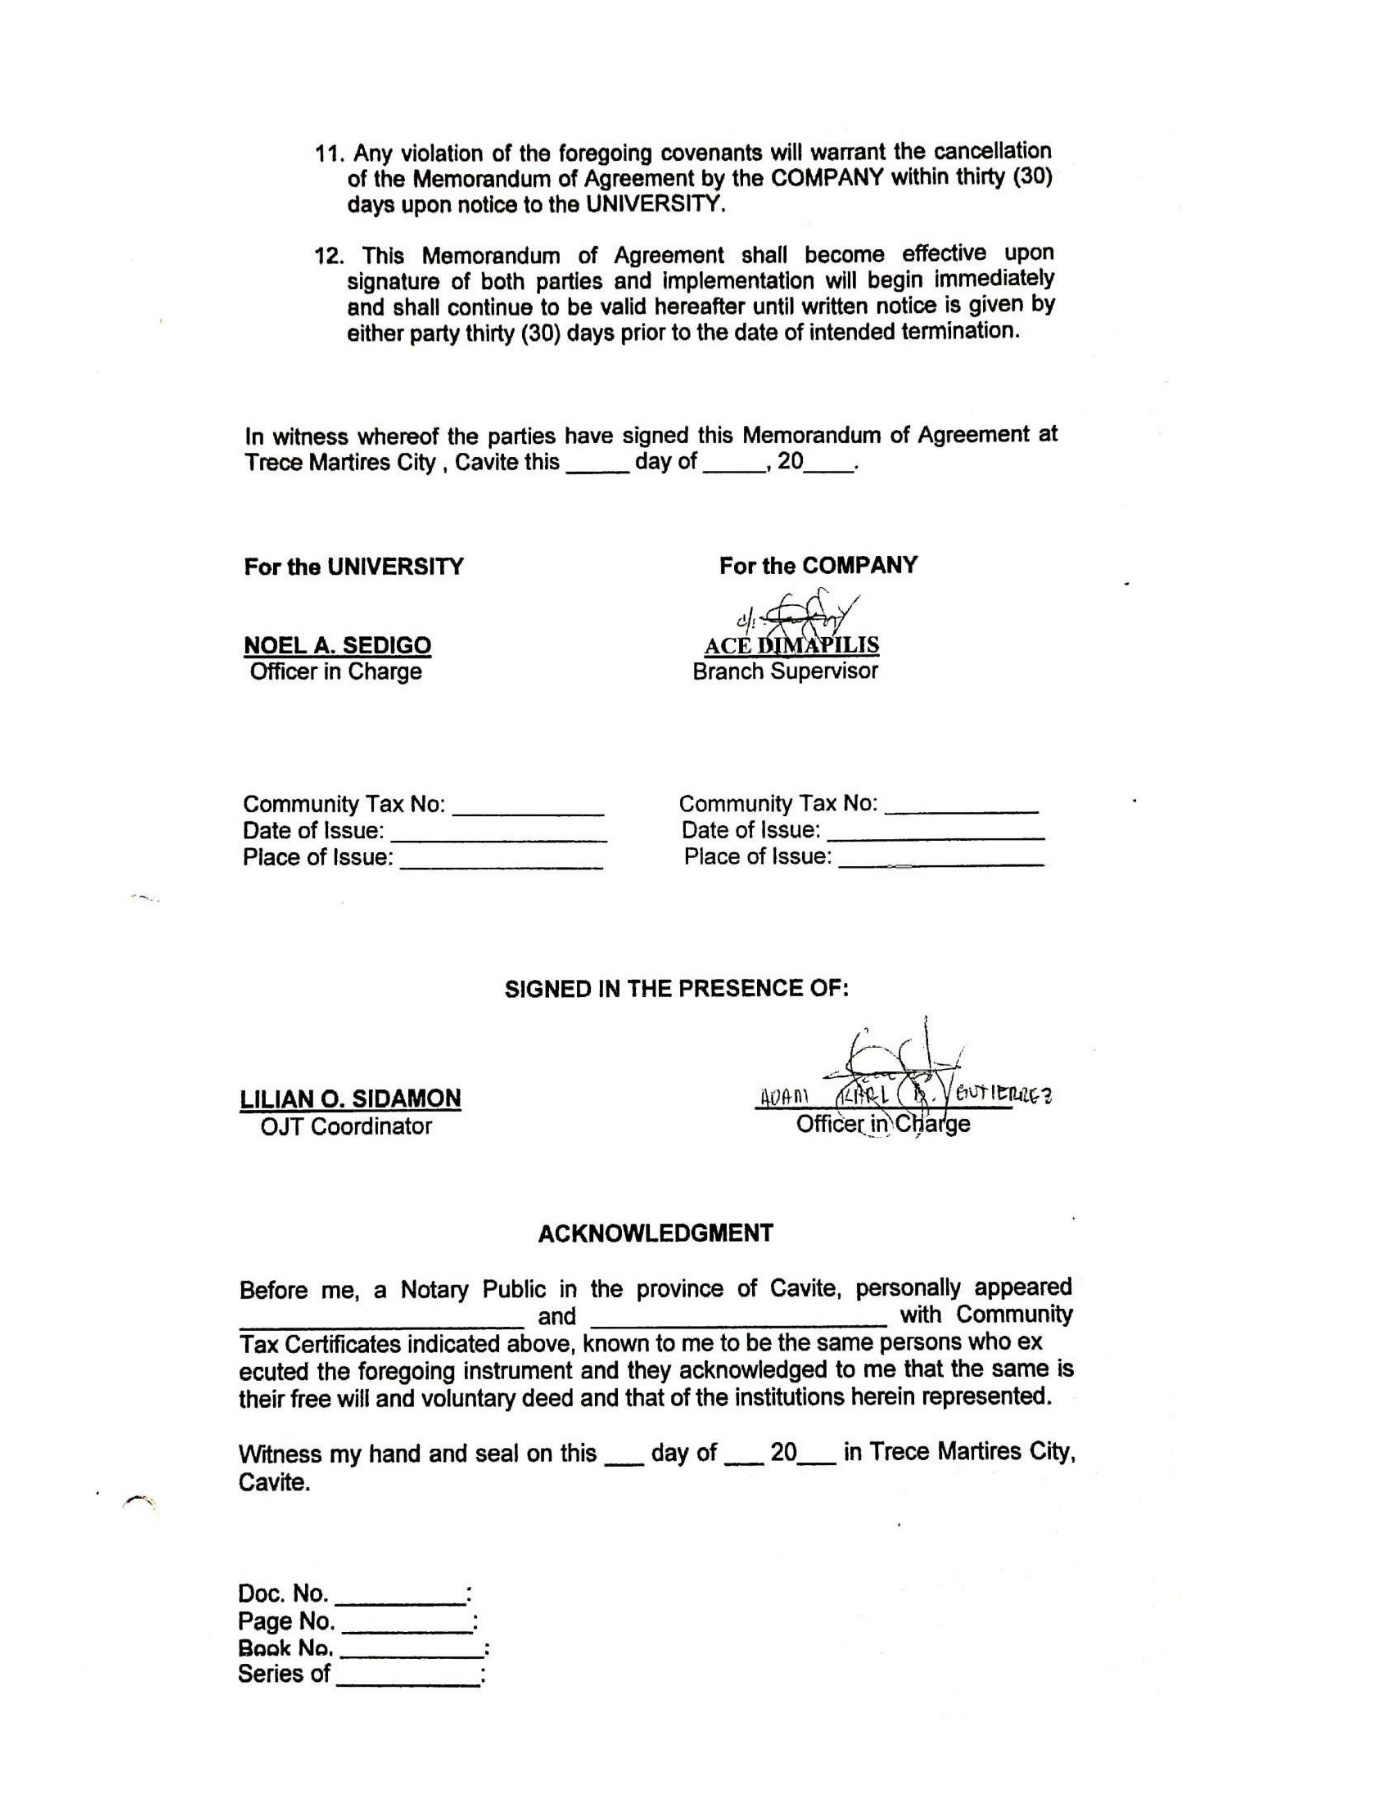 11. Any violation of the foregoing covenants will warrant the cancellation
of the Memorandum of Agreement by the COMPANY within thirty (30)
days upon notice to the UNIVERSITY.
12. This Memorandum of Agreement shall become effective upon
signature of both parties and implementation will begin immediately
and shall continue to be valid hereafter until written notice is given by
either party thirty (30) days prior to the date of intended termination.
In witness whereof the parties have signed this Memorandum of Agreement at
Trece Martires City , Cavite this _____ day of _____, 20____.
For the UNIVERSITY For the COMPANY
NOEL A. SEDIGO ACE DIMAPILIS
Officer in Charge Branch Supervisor
Community Tax No: ____________ Community Tax No: ____________
Date of Issue: _________________ Date of Issue: _________________
Place of Issue: ________________ Place of Issue: ________________
SIGNED IN THE PRESENCE OF:
LILIAN O. SIDAMON ADAM KARL B. GUTIERREZ
OJT Coordinator Officer in Charge
ACKNOWLEDGMENT
Before me, a Notary Public in the province of Cavite, personally appeared
______________________ and _______________________ with Community
Tax Certificates indicated above, known to me to be the same persons who ex
ecuted the foregoing instrument and they acknowledged to me that the same is
their free will and voluntary deed and that of the institutions herein represented.
Witness my hand and seal on this ___ day of ___ 20___ in Trece Martires City,
Cavite.
Doc. No. __________:
Page No. __________:
Book No. ___________:
Series of ___________: